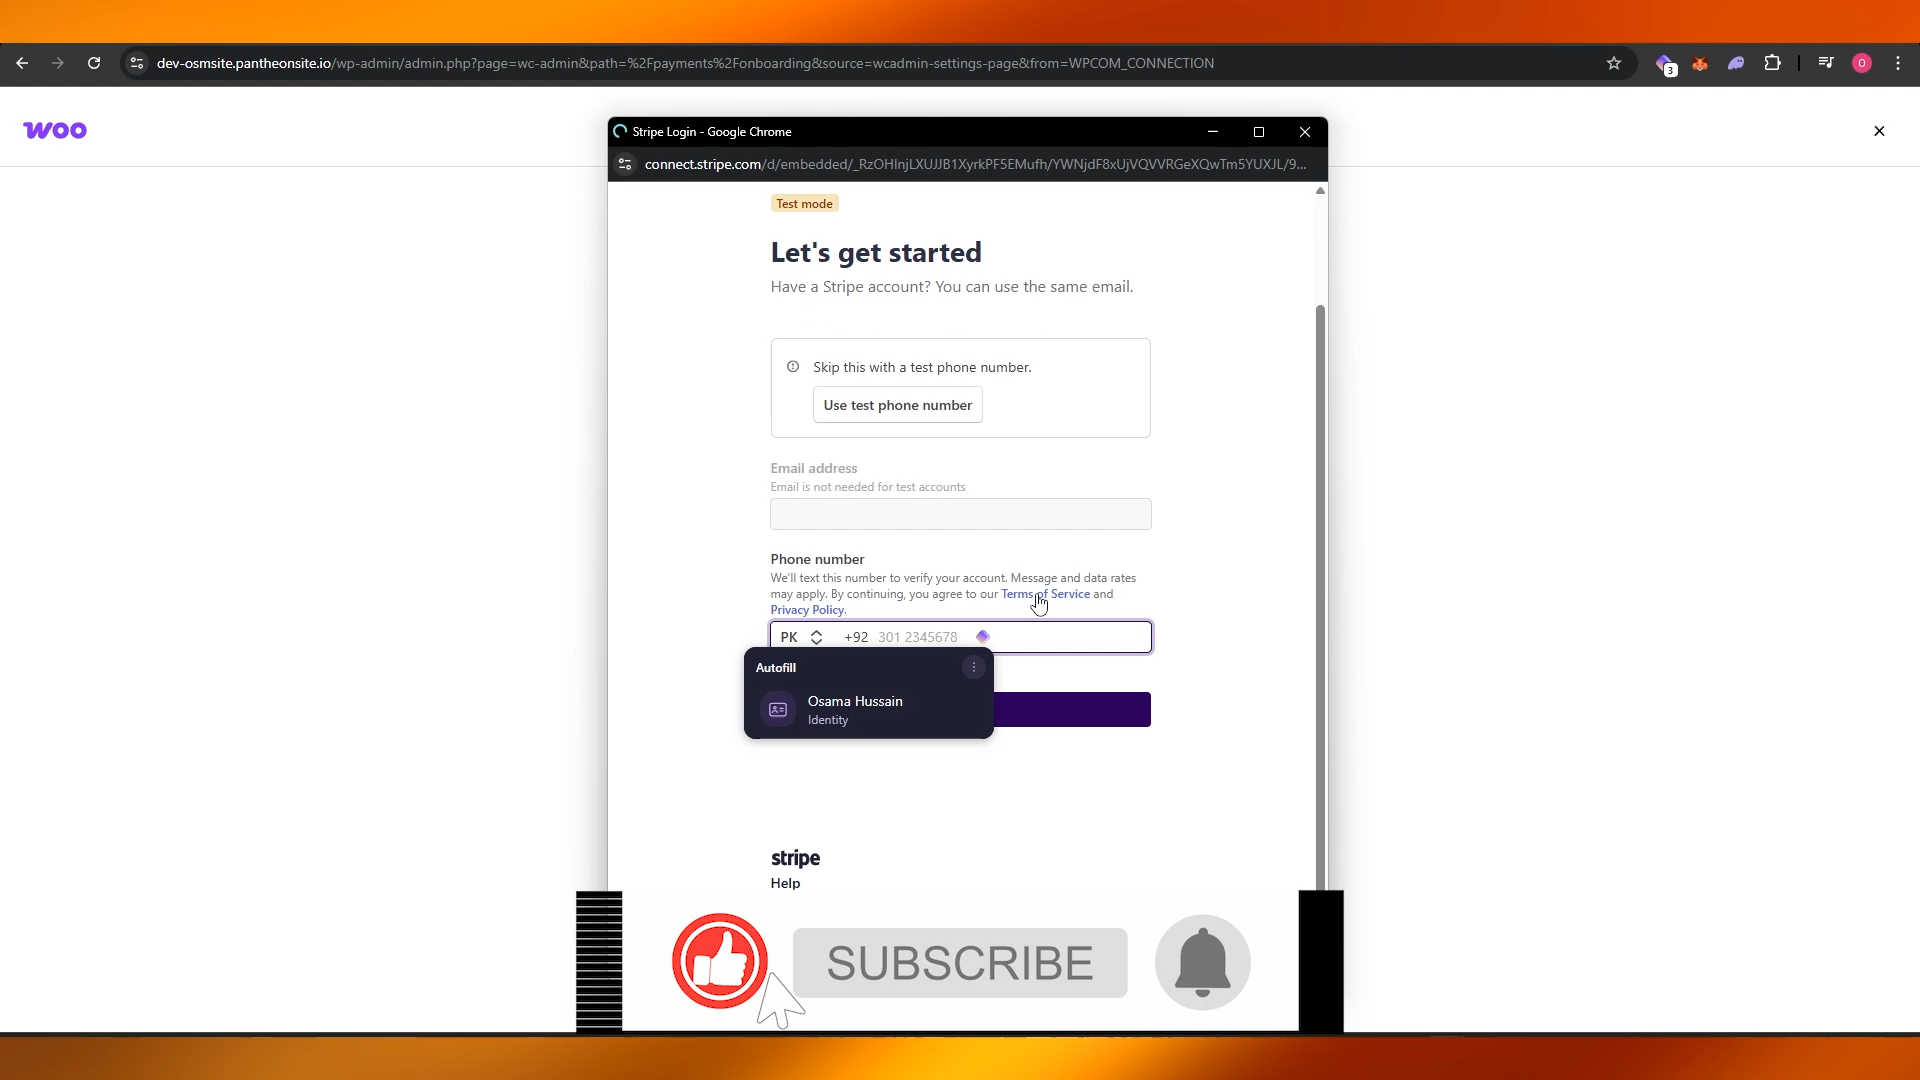 dev-osmsite.pantheonsite.io/wp-admin/admin.php?page=wc-admin&path=%2Fpayments%2Fonboarding&source=wcadmin-settings-page&from=WPCOM_CONNECTION
3
O
woo
Stripe Login - Google Chrome
connect.stripe.com/d/embedded/_RzOHInjLXUJJB1XyrkPF5EMufh/YWNjdF8xUjVQVVRGeXQwTm5YUXJL/9...
Test mode
Let's get started
Have a Stripe account? You can use the same email.
Skip this with a test phone number.
Use test phone number
Email address
Email is not needed for test accounts
Phone number
We'll text this number to verify your account. Message and data rates
may apply. By continuing, you agree to our Terms of Service and
Privacy Policy.
PK +92 301 2345678
Autofill
Osama Hussain
Identity
stripe
Help
SUBSCRIBE